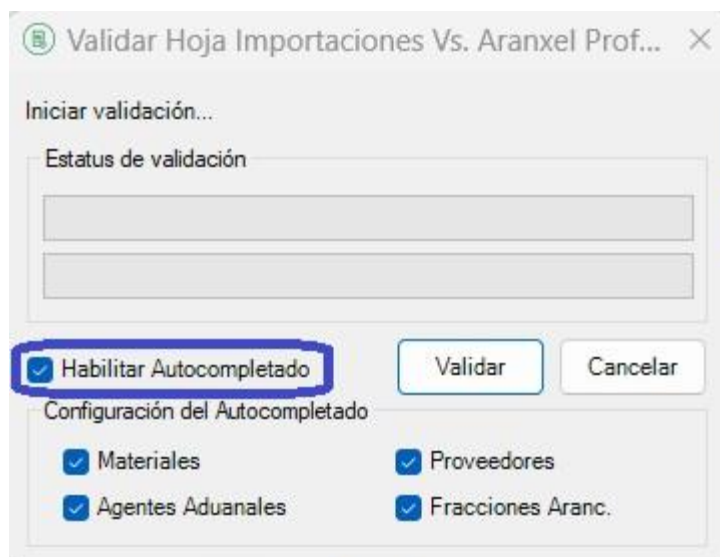 Validar Hoja Importaciones Vs. Aranxel Prof...
Iniciar validación...
Estatus de validación
Habilitar Autocompletado
Validar
Cancelar
Configuración del Autocompletado
Materiales
Proveedores
Agentes Aduanales
Fracciones Aranc.